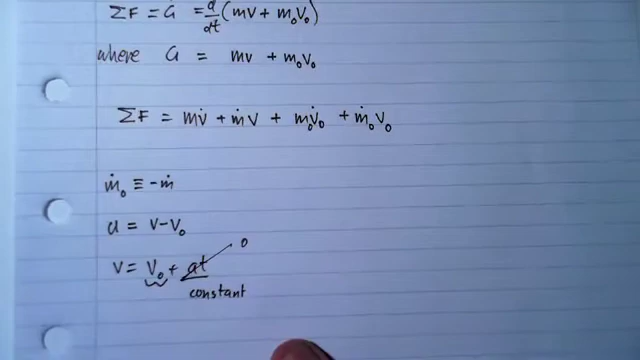 ΣF = Ġ = d/dt (mv + m₀v₀)
where G = mv + m₀v₀
ΣF = mv̇ + ṁv + m₀v̇₀ + ṁ₀v₀
ṁ₀ ≡ -ṁ
u = v-v₀
0
v = v₀ + at
constant